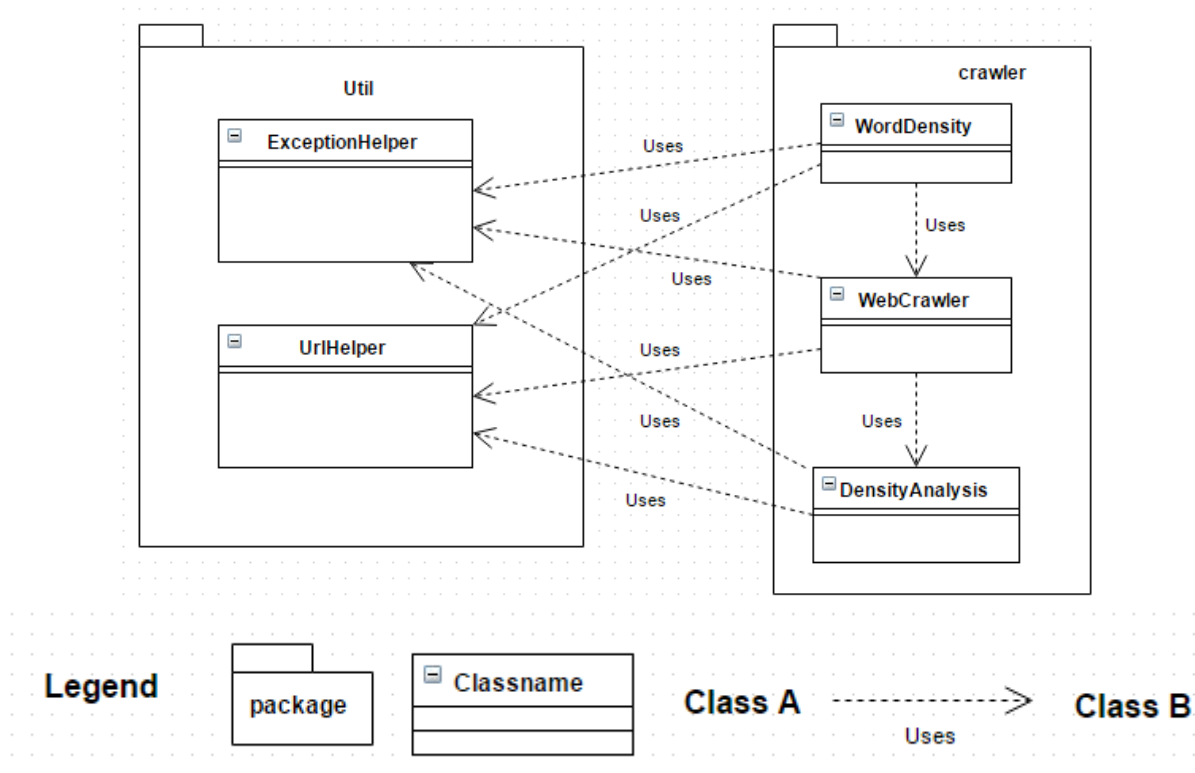 Util
crawler
ExceptionHelper
WordDensity
Uses
Uses
Uses
Uses
WebCrawler
UrlHelper
Uses
Uses
Uses
DensityAnalysis
Uses
Legend
package
Classname
Class A
Uses
Class B